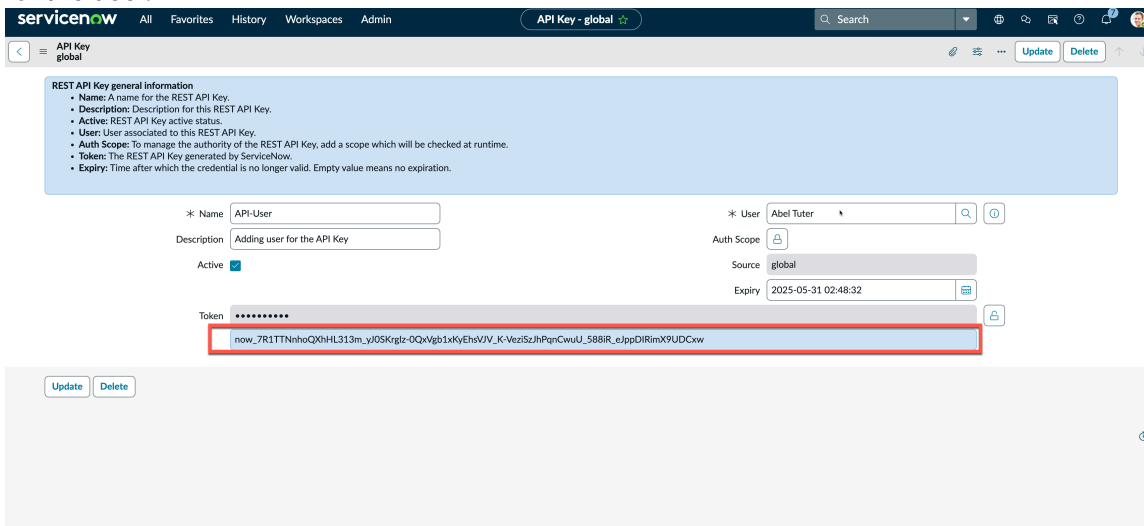 servicenow All Favorites History Workspaces Admin API Key - global ☆ Search 7
API Key
global
Update Delete
REST API Key general information
• Name: A name for the REST API Key.
• Description: Description for this REST API Key.
• Active: REST API Key active status.
• User: User associated to this REST API Key.
• Auth Scope: To manage the authority of the REST API Key, add a scope which will be checked at runtime.
• Token: The REST API Key generated by ServiceNow.
• Expiry: Time after which the credential is no longer valid. Empty value means no expiration.
* Name API-User * User Abel Tuter
Description Adding user for the API Key Auth Scope
Active Source global
Expiry 2025-05-31 02:48:32
Token ••••••••••
now_7R1TTNnhoQXhHL313m_yJ0SKrgIz-0QxVgb1xKyEhsVJV_K-VeziSzJhPqnCwuU_588iR_eJppDIRimX9UDCxw
Update Delete